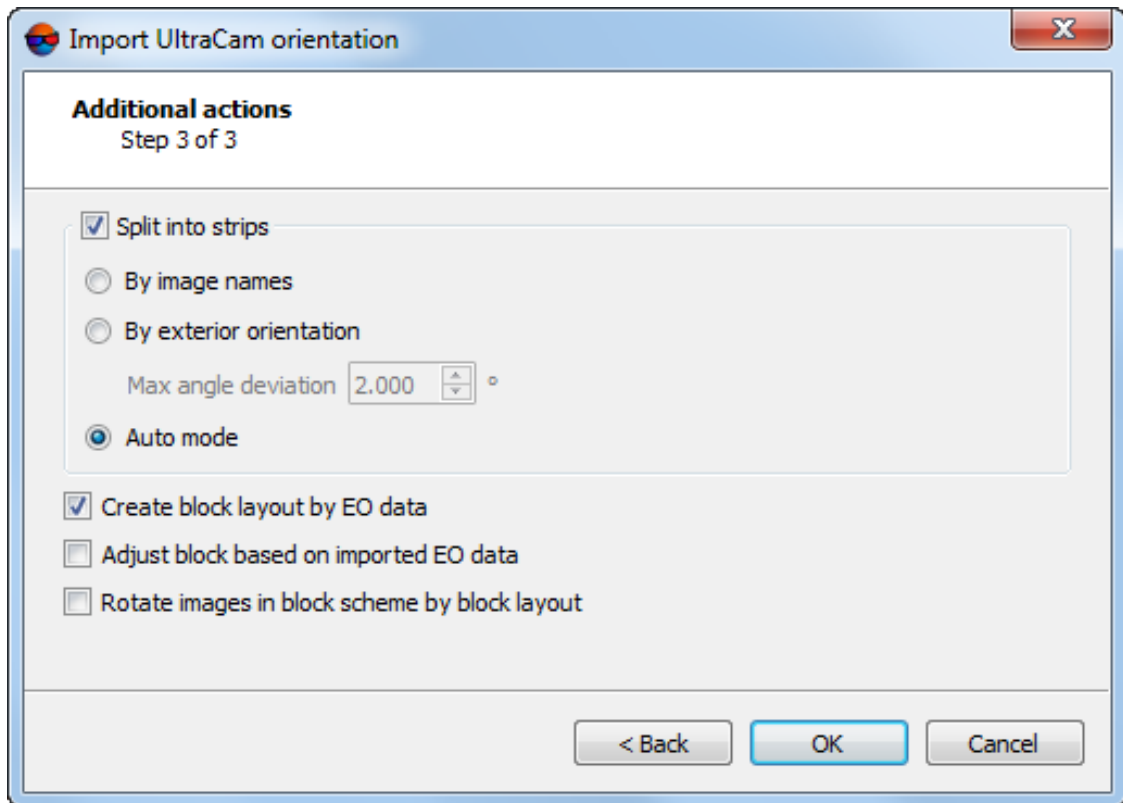 Import UltraCam orientation
Additional actions
Step 3 of 3
Split into strips
By image names
By exterior orientation
Max angle deviation 2.000 °
Auto mode
Create block layout by EO data
Adjust block based on imported EO data
Rotate images in block scheme by block layout
< Back OK Cancel